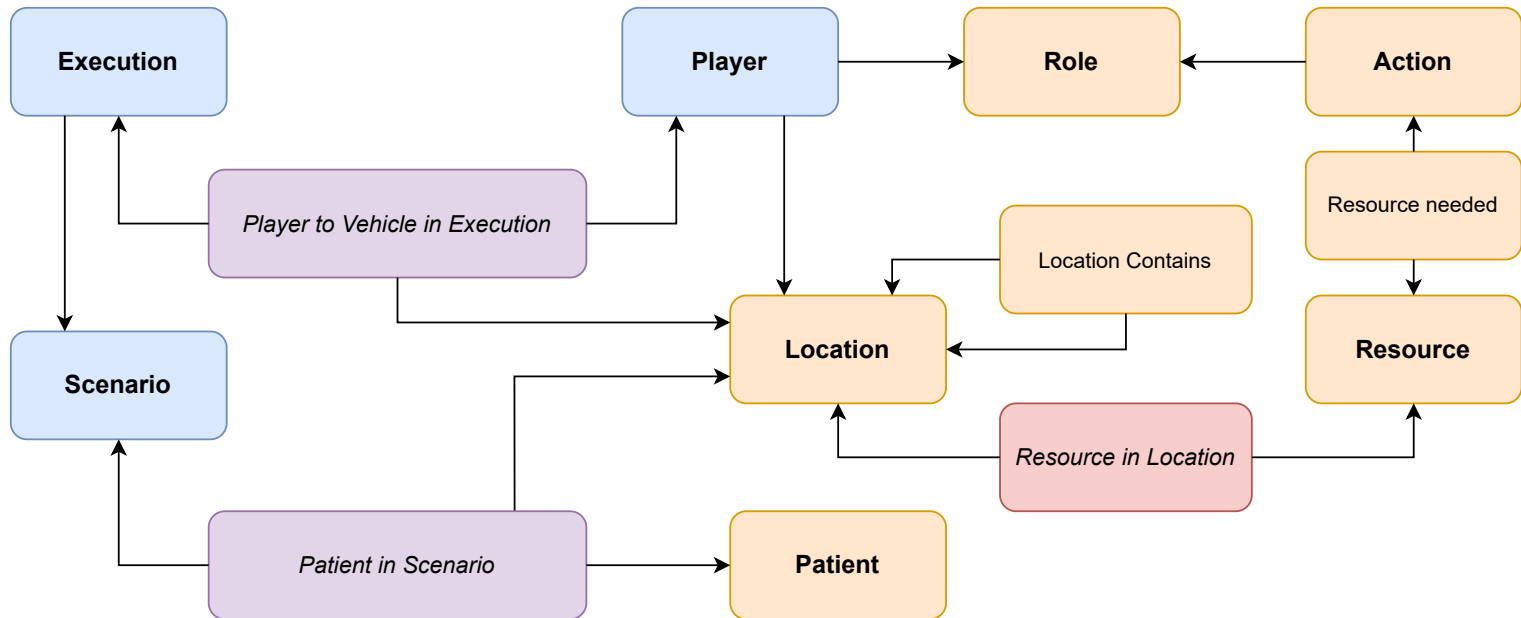 Execution
Player
Role
Action
Player to Vehicle in Execution
Resource needed
Location Contains
Scenario
Location
Resource
Resource in Location
Patient in Scenario
Patient